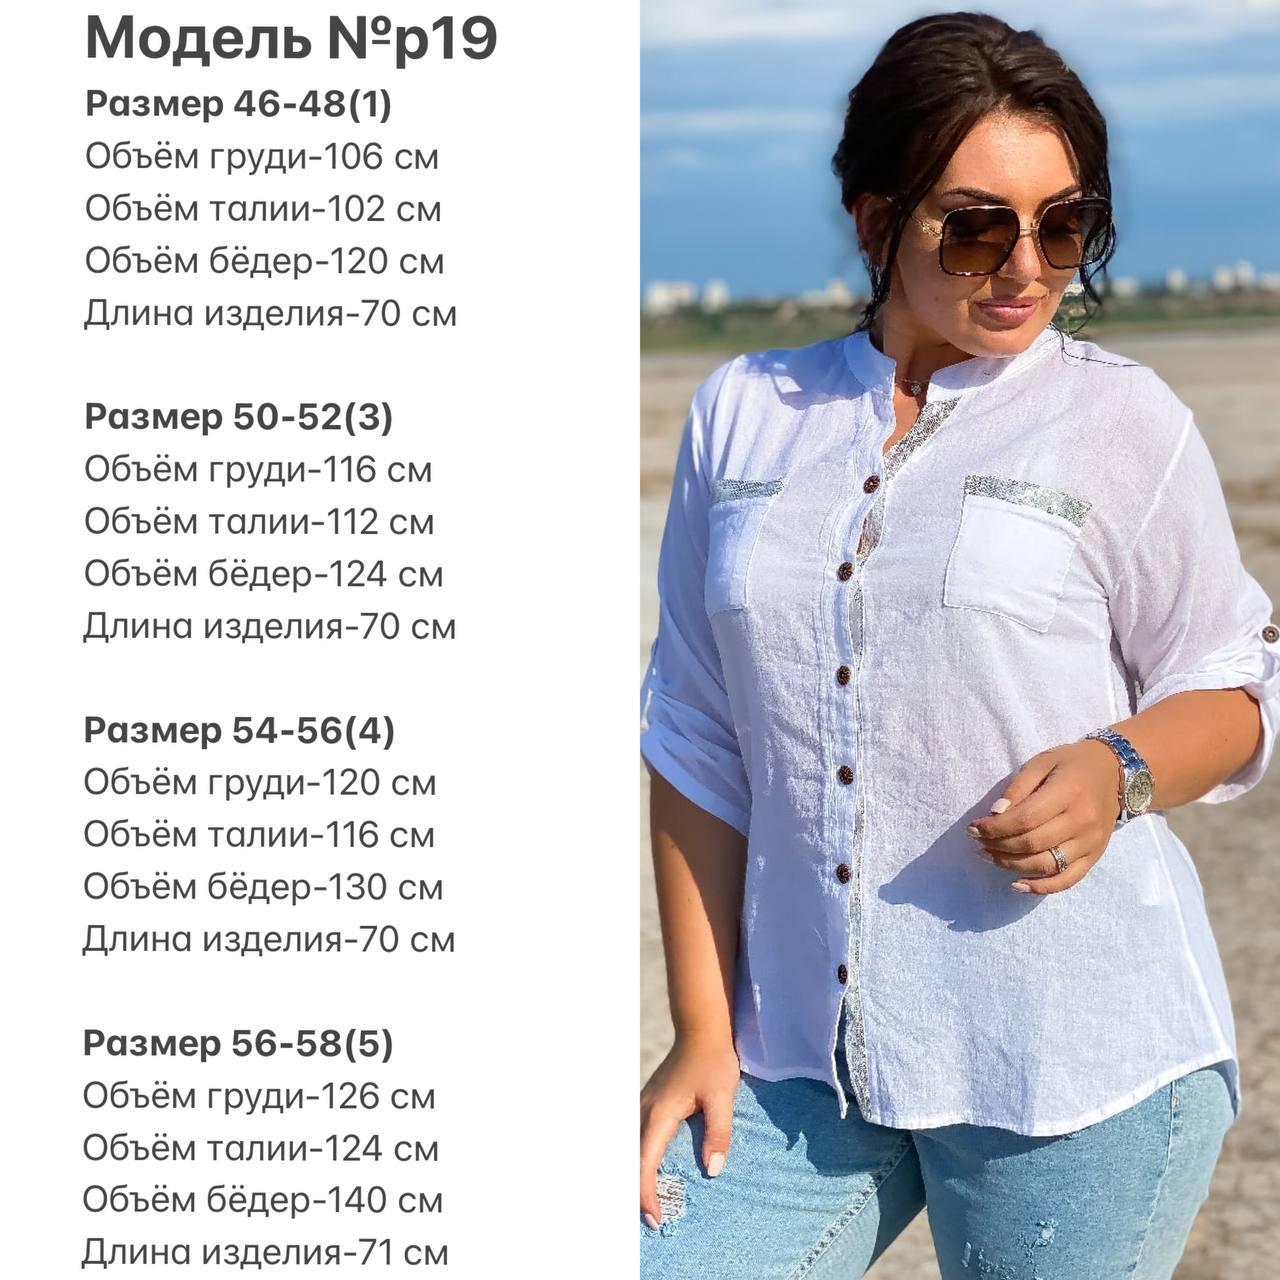 Модель №р19
Размер 46-48(1)
Объём груди-106 см
Объём талии-102 см
Объём бёдер-120 см
Длина изделия-70 см
Размер 50-52(3)
Объём груди-116 см
Объём талии-112 см
Объём бёдер-124 см
Длина изделия-70 см
Размер 54-56(4)
Объём груди-120 см
Объём талии-116 см
Объём бёдер-130 см
Длина изделия-70 см
Размер 56-58(5)
Объём груди-126 см
Объём талии-124 см
Объём бёдер-140 см
Длина изделия-71 см